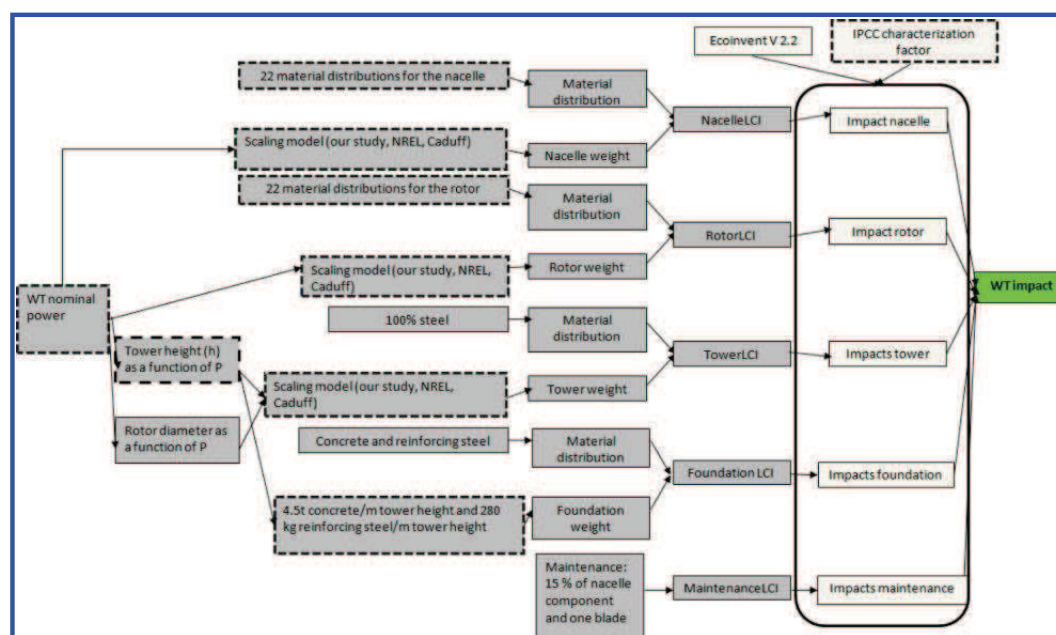 Ecoinvent V 2.2
IPCC characterization
factor
22 material distributions for the nacelle
Material
distribution
NacelleLCI
Impact nacelle
Scaling model (our study, NREL, Caduff)
Nacelle weight
22 material distributions for the rotor
Material
distribution
RotorLCI
Impact rotor
Scaling model (our study, NREL,
Caduff)
Rotor weight
WT nominal
power
WT impact
100% steel
Material
distribution
TowerLCI
Impacts tower
Tower height (h)
as a function of P
Scaling model (our study, NREL,
Caduff)
Tower weight
Rotor diameter as
a function of P
Concrete and reinforcing steel
Material
distribution
Foundation LCI
Impacts foundation
4.5t concrete/m tower height and 280
kg reinforcing steel/m tower height
Foundation
weight
Maintenance:
15 % of nacelle
component
and one blade
MaintenanceLCI
Impacts maintenance